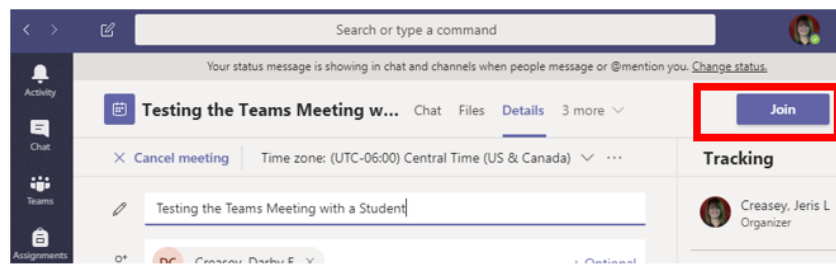 Search or type a command
Your status message is showing in chat and channels when people message or @mention you. Change status.
Activity
Testing the Teams Meeting w... Chat Files Details 3 more
Join
Chat
Cancel meeting Time zone: (UTC-06:00) Central Time (US & Canada) ...
Tracking
Teams
Testing the Teams Meeting with a Student
Creasey, Jeris L
Organizer
Assignments
DC Creasey, Darby F × + Optional